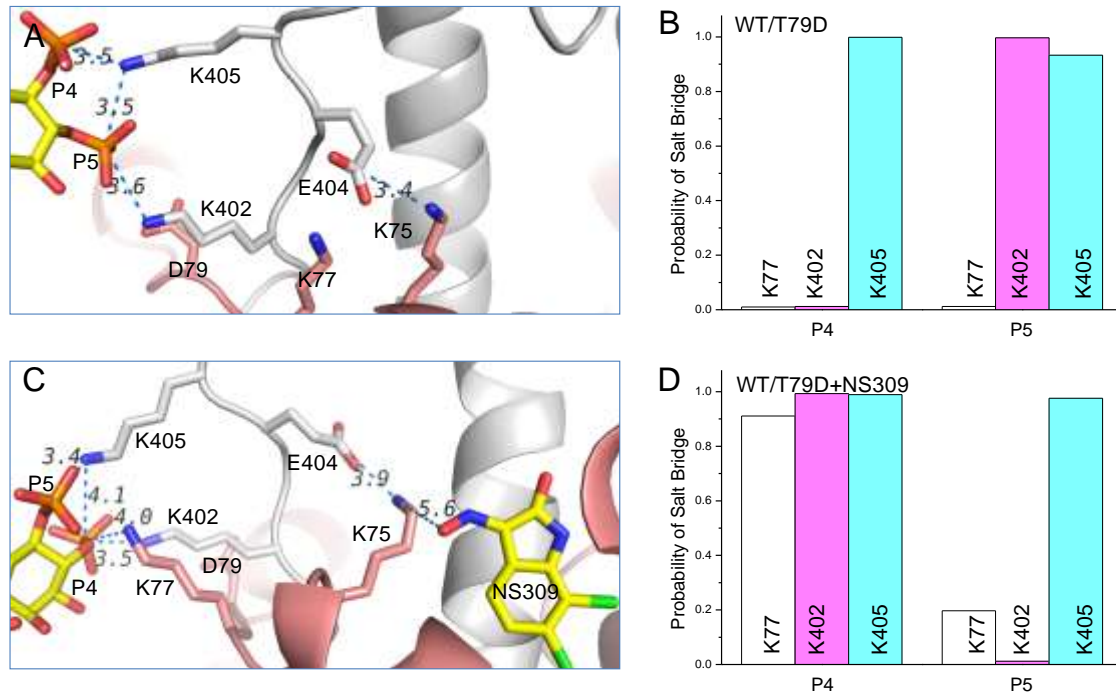 A
3.5
K405
P4
3.5
P5
3.6
K402
E404
3.4
K75
D79
K77
B
WT/T79D
Probability of Salt Bridge
1.0
0.8
0.6
0.4
0.2
0.0
K77
K402
K405
K77
K402
K405
P4
P5
C
K405
3.4
P5
E404
3.9
4.1
4.0
K402
5.6
K75
3.5
D79
P4
K77
NS309
D
WT/T79D+NS309
Probability of Salt Bridge
1.0
0.8
0.6
0.4
0.2
0.0
K77
K402
K405
K77
K402
K405
P4
P5